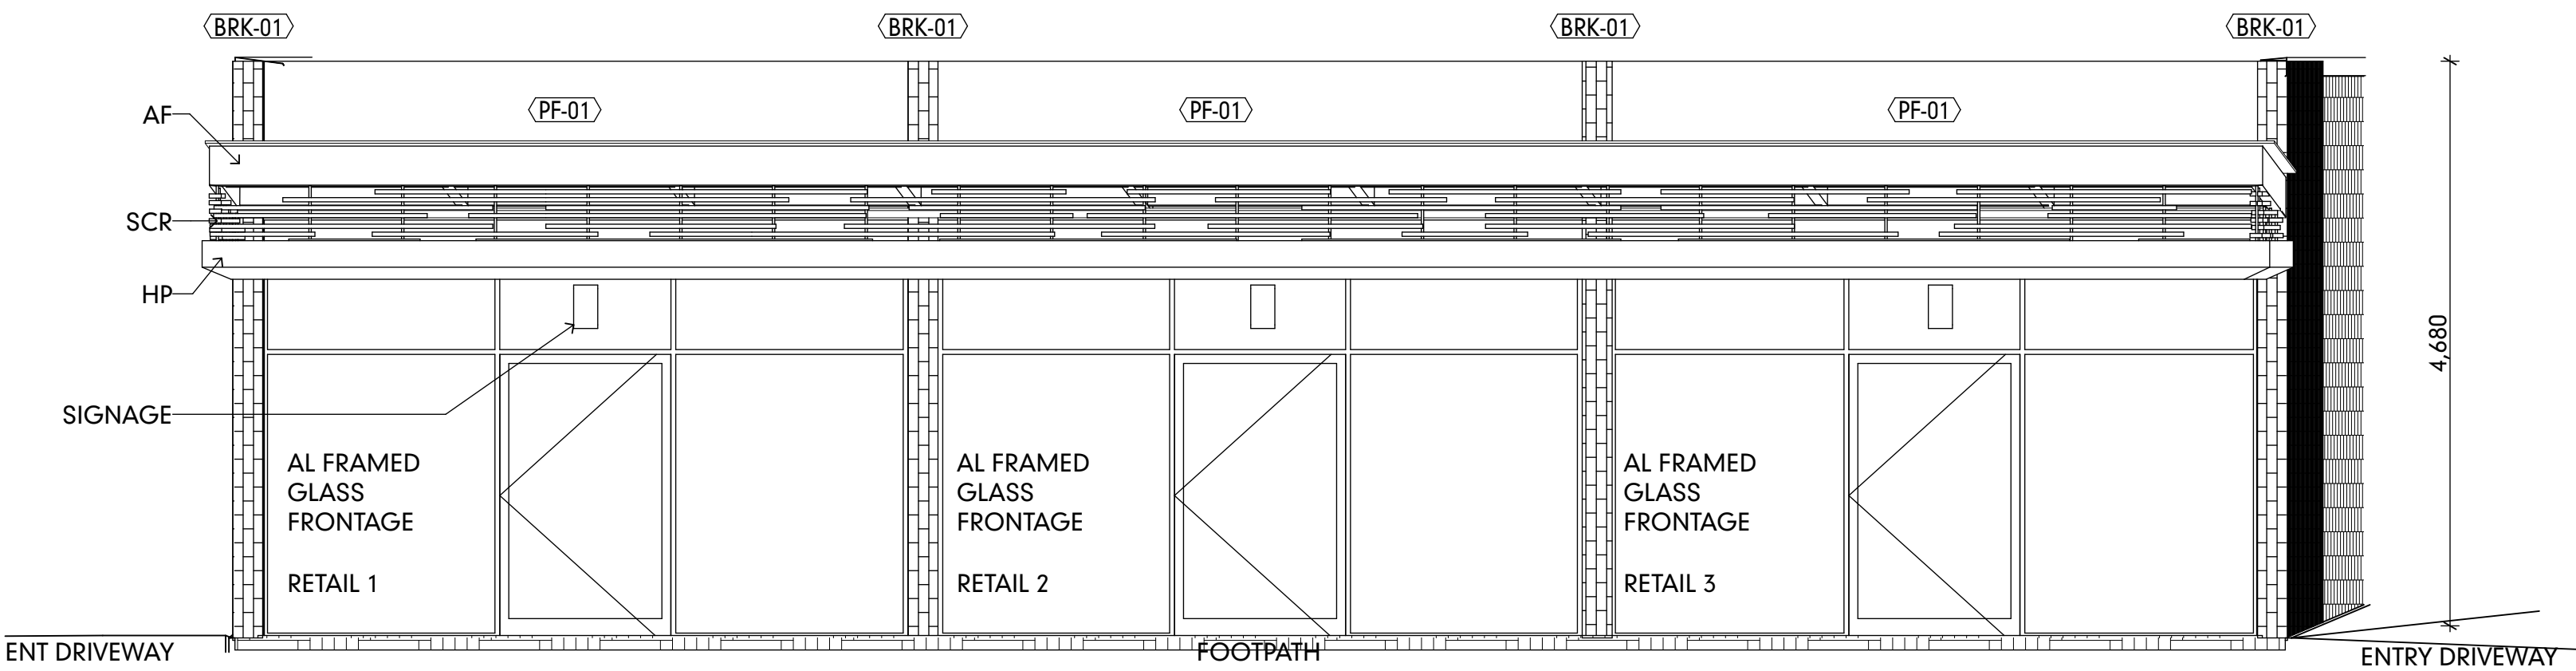 BRK-01 BRK-01 BRK-01 BRK-01
PF-01 PF-01 PF-01
AF
SCR
HP
SIGNAGE
4,680
AL FRAMED
GLASS
FRONTAGE
RETAIL 1
AL FRAMED
GLASS
FRONTAGE
RETAIL 2
AL FRAMED
GLASS
FRONTAGE
RETAIL 3
ENT DRIVEWAY FOOTPATH ENTRY DRIVEWAY